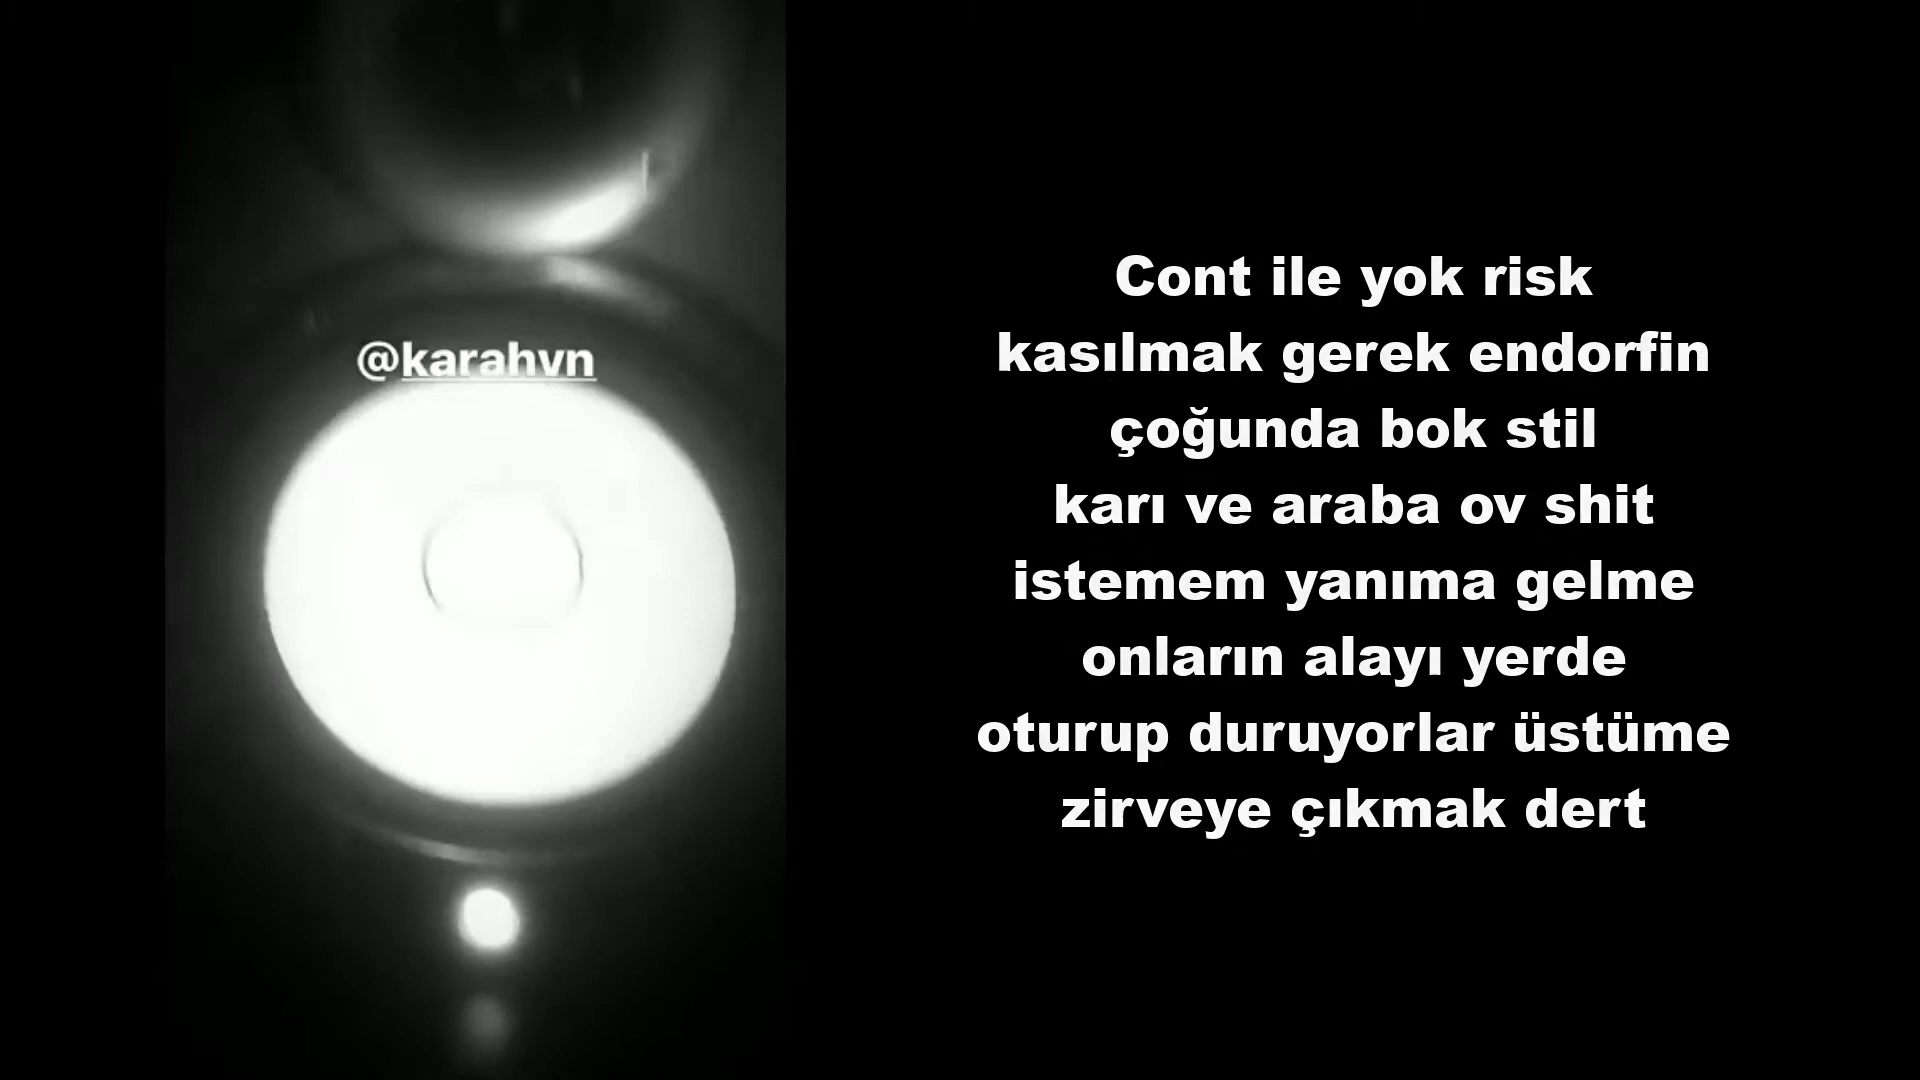 @karahvn
Cont ile yok risk
kasılmak gerek endorfin
çoğunda bok stil
karı ve araba ov shit
istemem yanıma gelme
onların alayı yerde
oturup duruyorlar üstüme
zirveye çıkmak dert